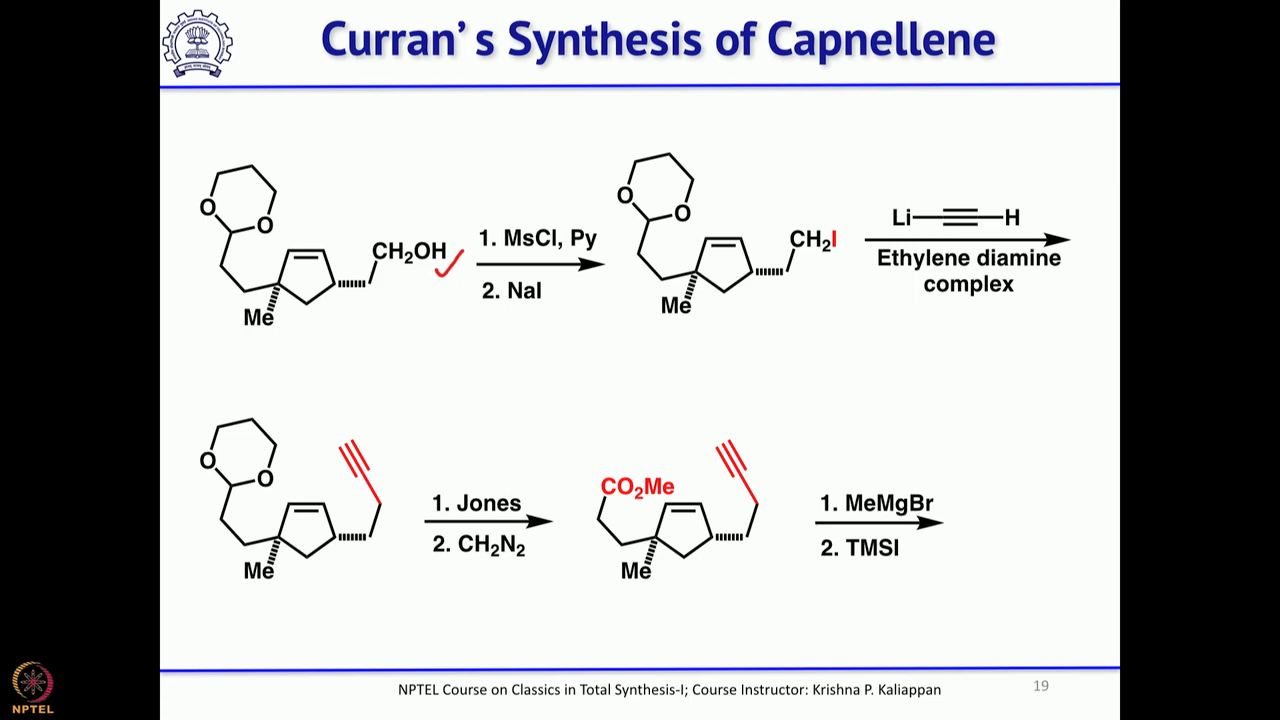 Curran’ s Synthesis of Capnellene
O
O
CH₂OH
Me
1. MsCl, Py
2. NaI
O
O
CH₂I
Me
Li H
Ethylene diamine
complex
O
O
Me
1. Jones
2. CH₂N₂
CO₂Me
Me
1. MeMgBr
2. TMSI
NPTEL
NPTEL Course on Classics in Total Synthesis-I; Course Instructor: Krishna P. Kaliappan
19